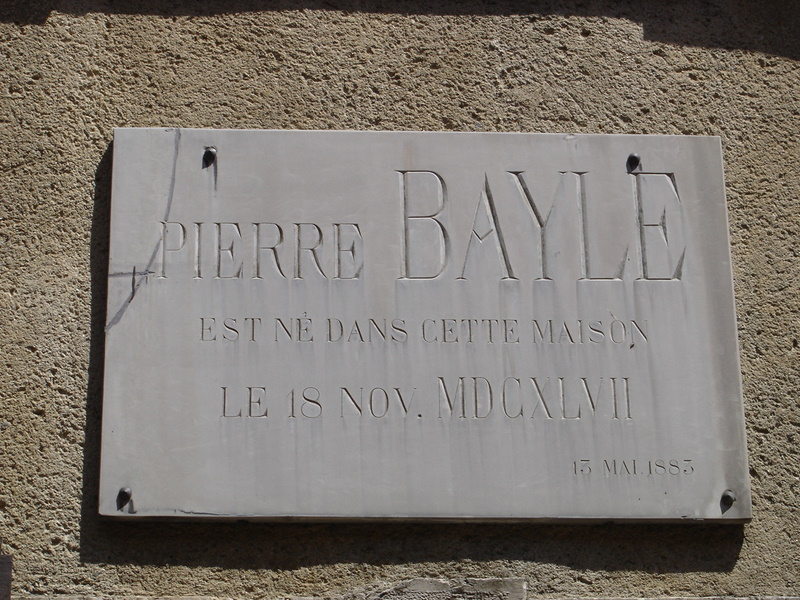 PIERRE BAYLE
EST NÉ DANS CETTE MAISON
LE 18 NOV. MDCXLVII
13 MAI.1883